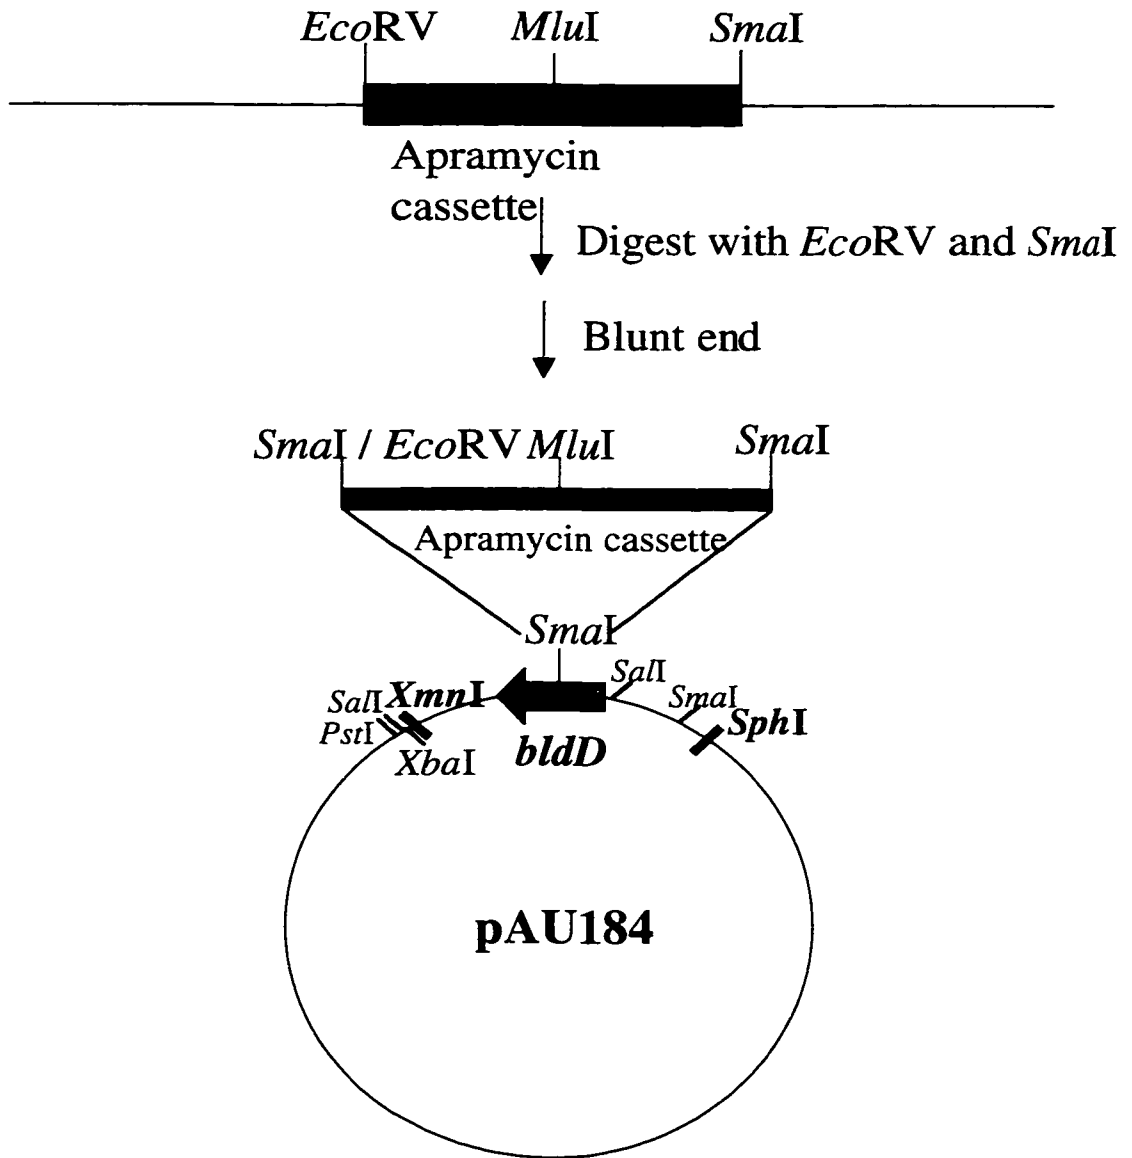 EcoRV MluI SmaI
Apramycin
cassette
Digest with EcoRV and SmaI
Blunt end
SmaI / EcoRV MluI SmaI
Apramycin cassette
SmaI
SalI XmnI SalI SmaI
PstI SphI
XbaI bldD
pAU184